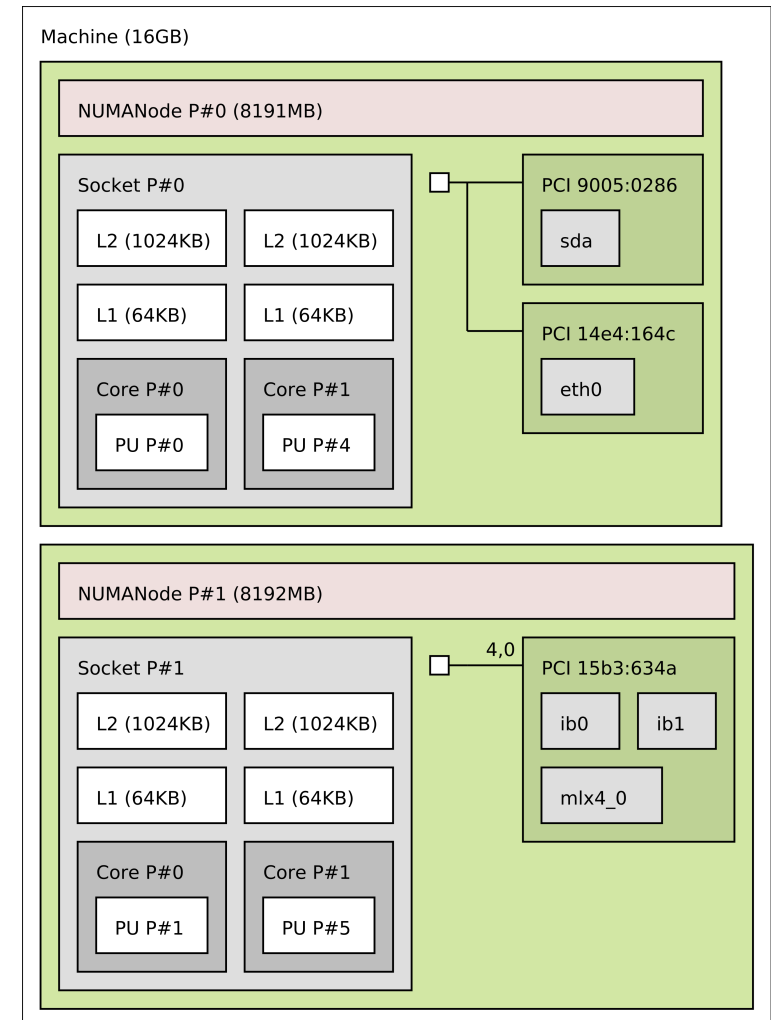 Machine (16GB)
NUMANode P#0 (8191MB)
Socket P#0
L2 (1024KB) L2 (1024KB)
L1 (64KB) L1 (64KB)
Core P#0 Core P#1
PU P#0 PU P#4
PCI 9005:0286
sda
PCI 14e4:164c
eth0
NUMANode P#1 (8192MB)
Socket P#1
L2 (1024KB) L2 (1024KB)
L1 (64KB) L1 (64KB)
Core P#0 Core P#1
PU P#1 PU P#5
4,0
PCI 15b3:634a
ib0 ib1
mlx4_0